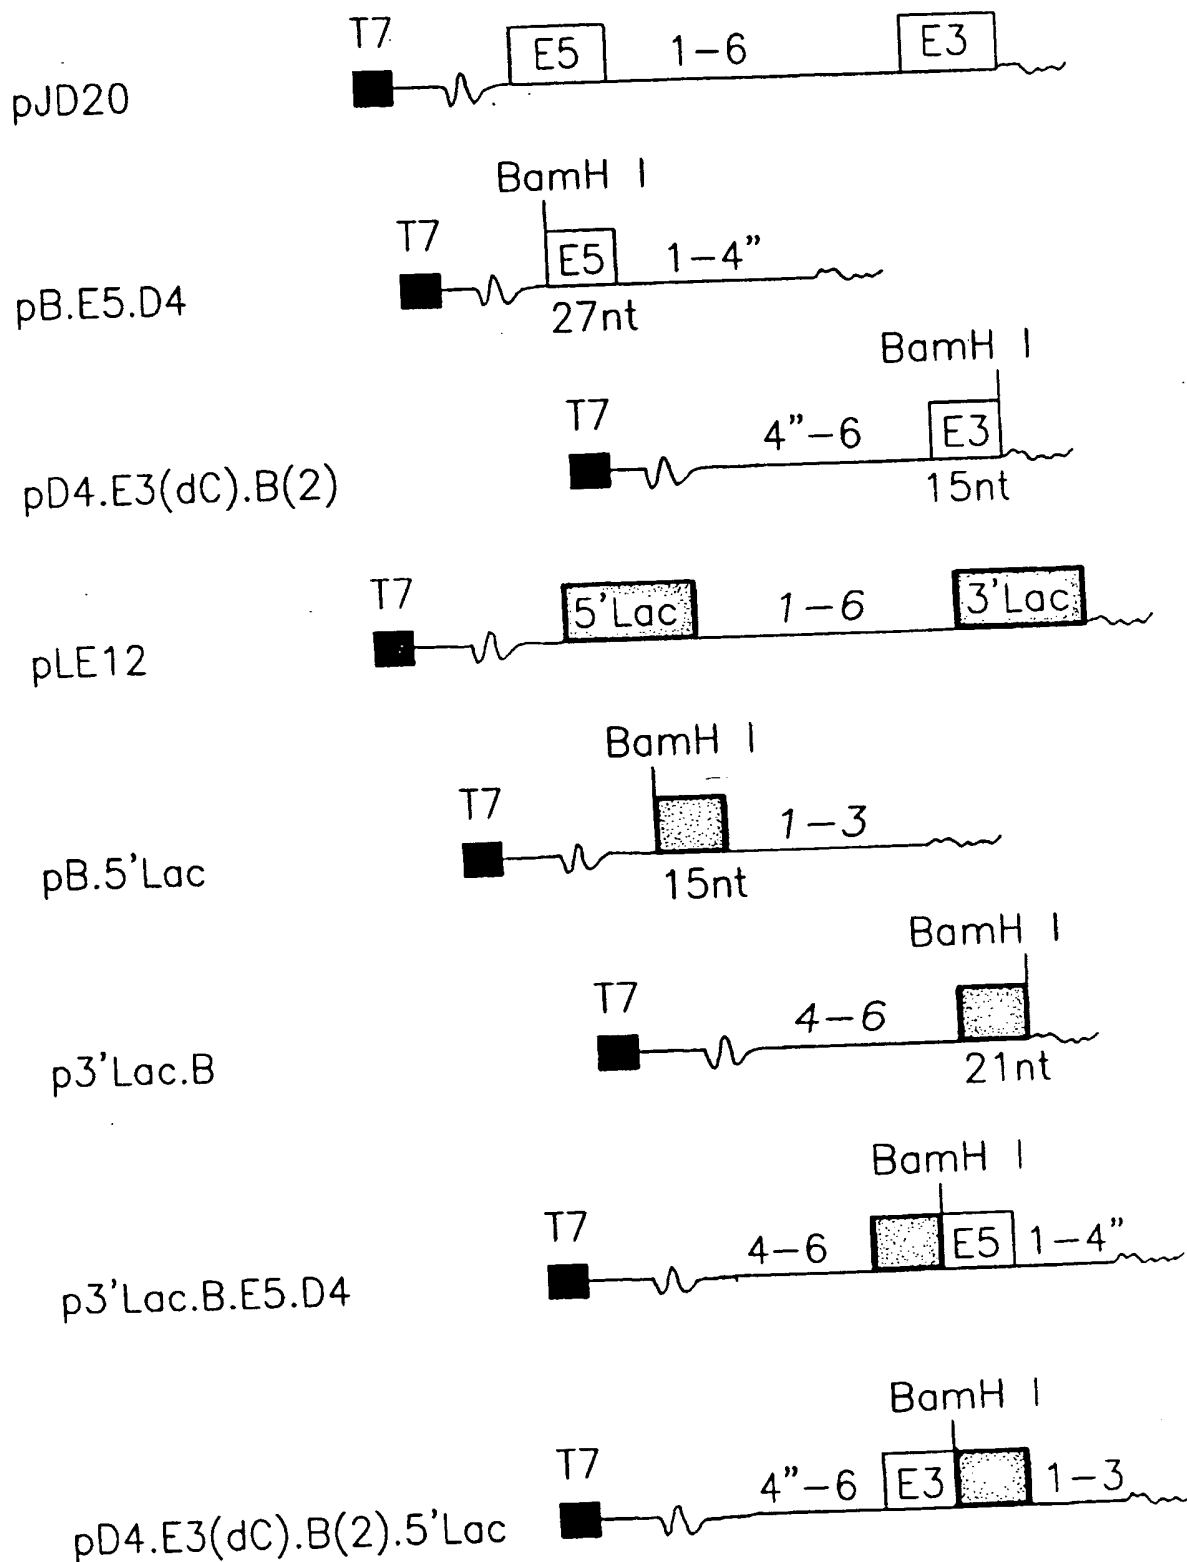 T7 E5 1-6 E3
pJD20
BamH I
T7 E5 1-4"
pB.E5.D4
27nt
BamH I
T7 4"-6 E3
pD4.E3(dC).B(2)
15nt
T7 5'Lac 1-6 3'Lac
pLE12
BamH I
T7 1-3
pB.5'Lac
15nt
BamH I
T7 4-6
p3'Lac.B
21nt
BamH I
T7 4-6 E5 1-4"
p3'Lac.B.E5.D4
BamH I
T7 4"-6 E3 1-3
pD4.E3(dC).B(2).5'Lac